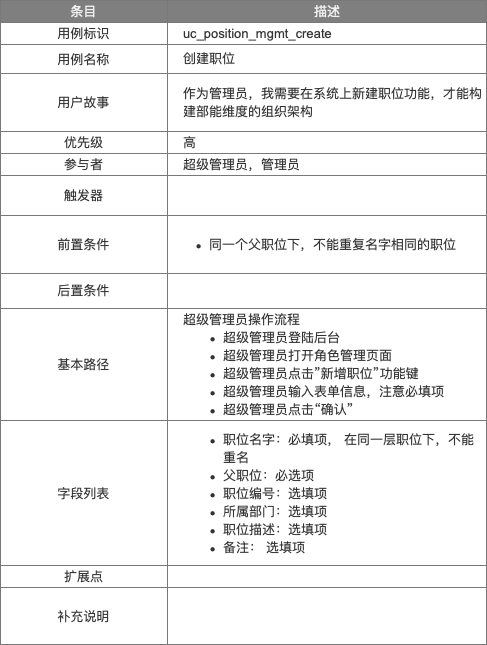 条目 描述
用例标识 uc_position_mgmt_create
用例名称 创建职位
用户故事 作为管理员，我需要在系统上新建职位功能，才能构
建部能维度的组织架构
优先级 高
参与者 超级管理员，管理员
触发器
前置条件 • 同一个父职位下，不能重复名字相同的职位
后置条件
基本路径 超级管理员操作流程
• 超级管理员登陆后台
• 超级管理员打开角色管理页面
• 超级管理员点击”新增职位”功能键
• 超级管理员输入表单信息，注意必填项
• 超级管理员点击“确认”
字段列表 • 职位名字：必填项， 在同一层职位下，不能
重名
• 父职位：必选项
• 职位编号：选填项
• 所属部门：选填项
• 职位描述：选填项
• 备注： 选填项
扩展点
补充说明